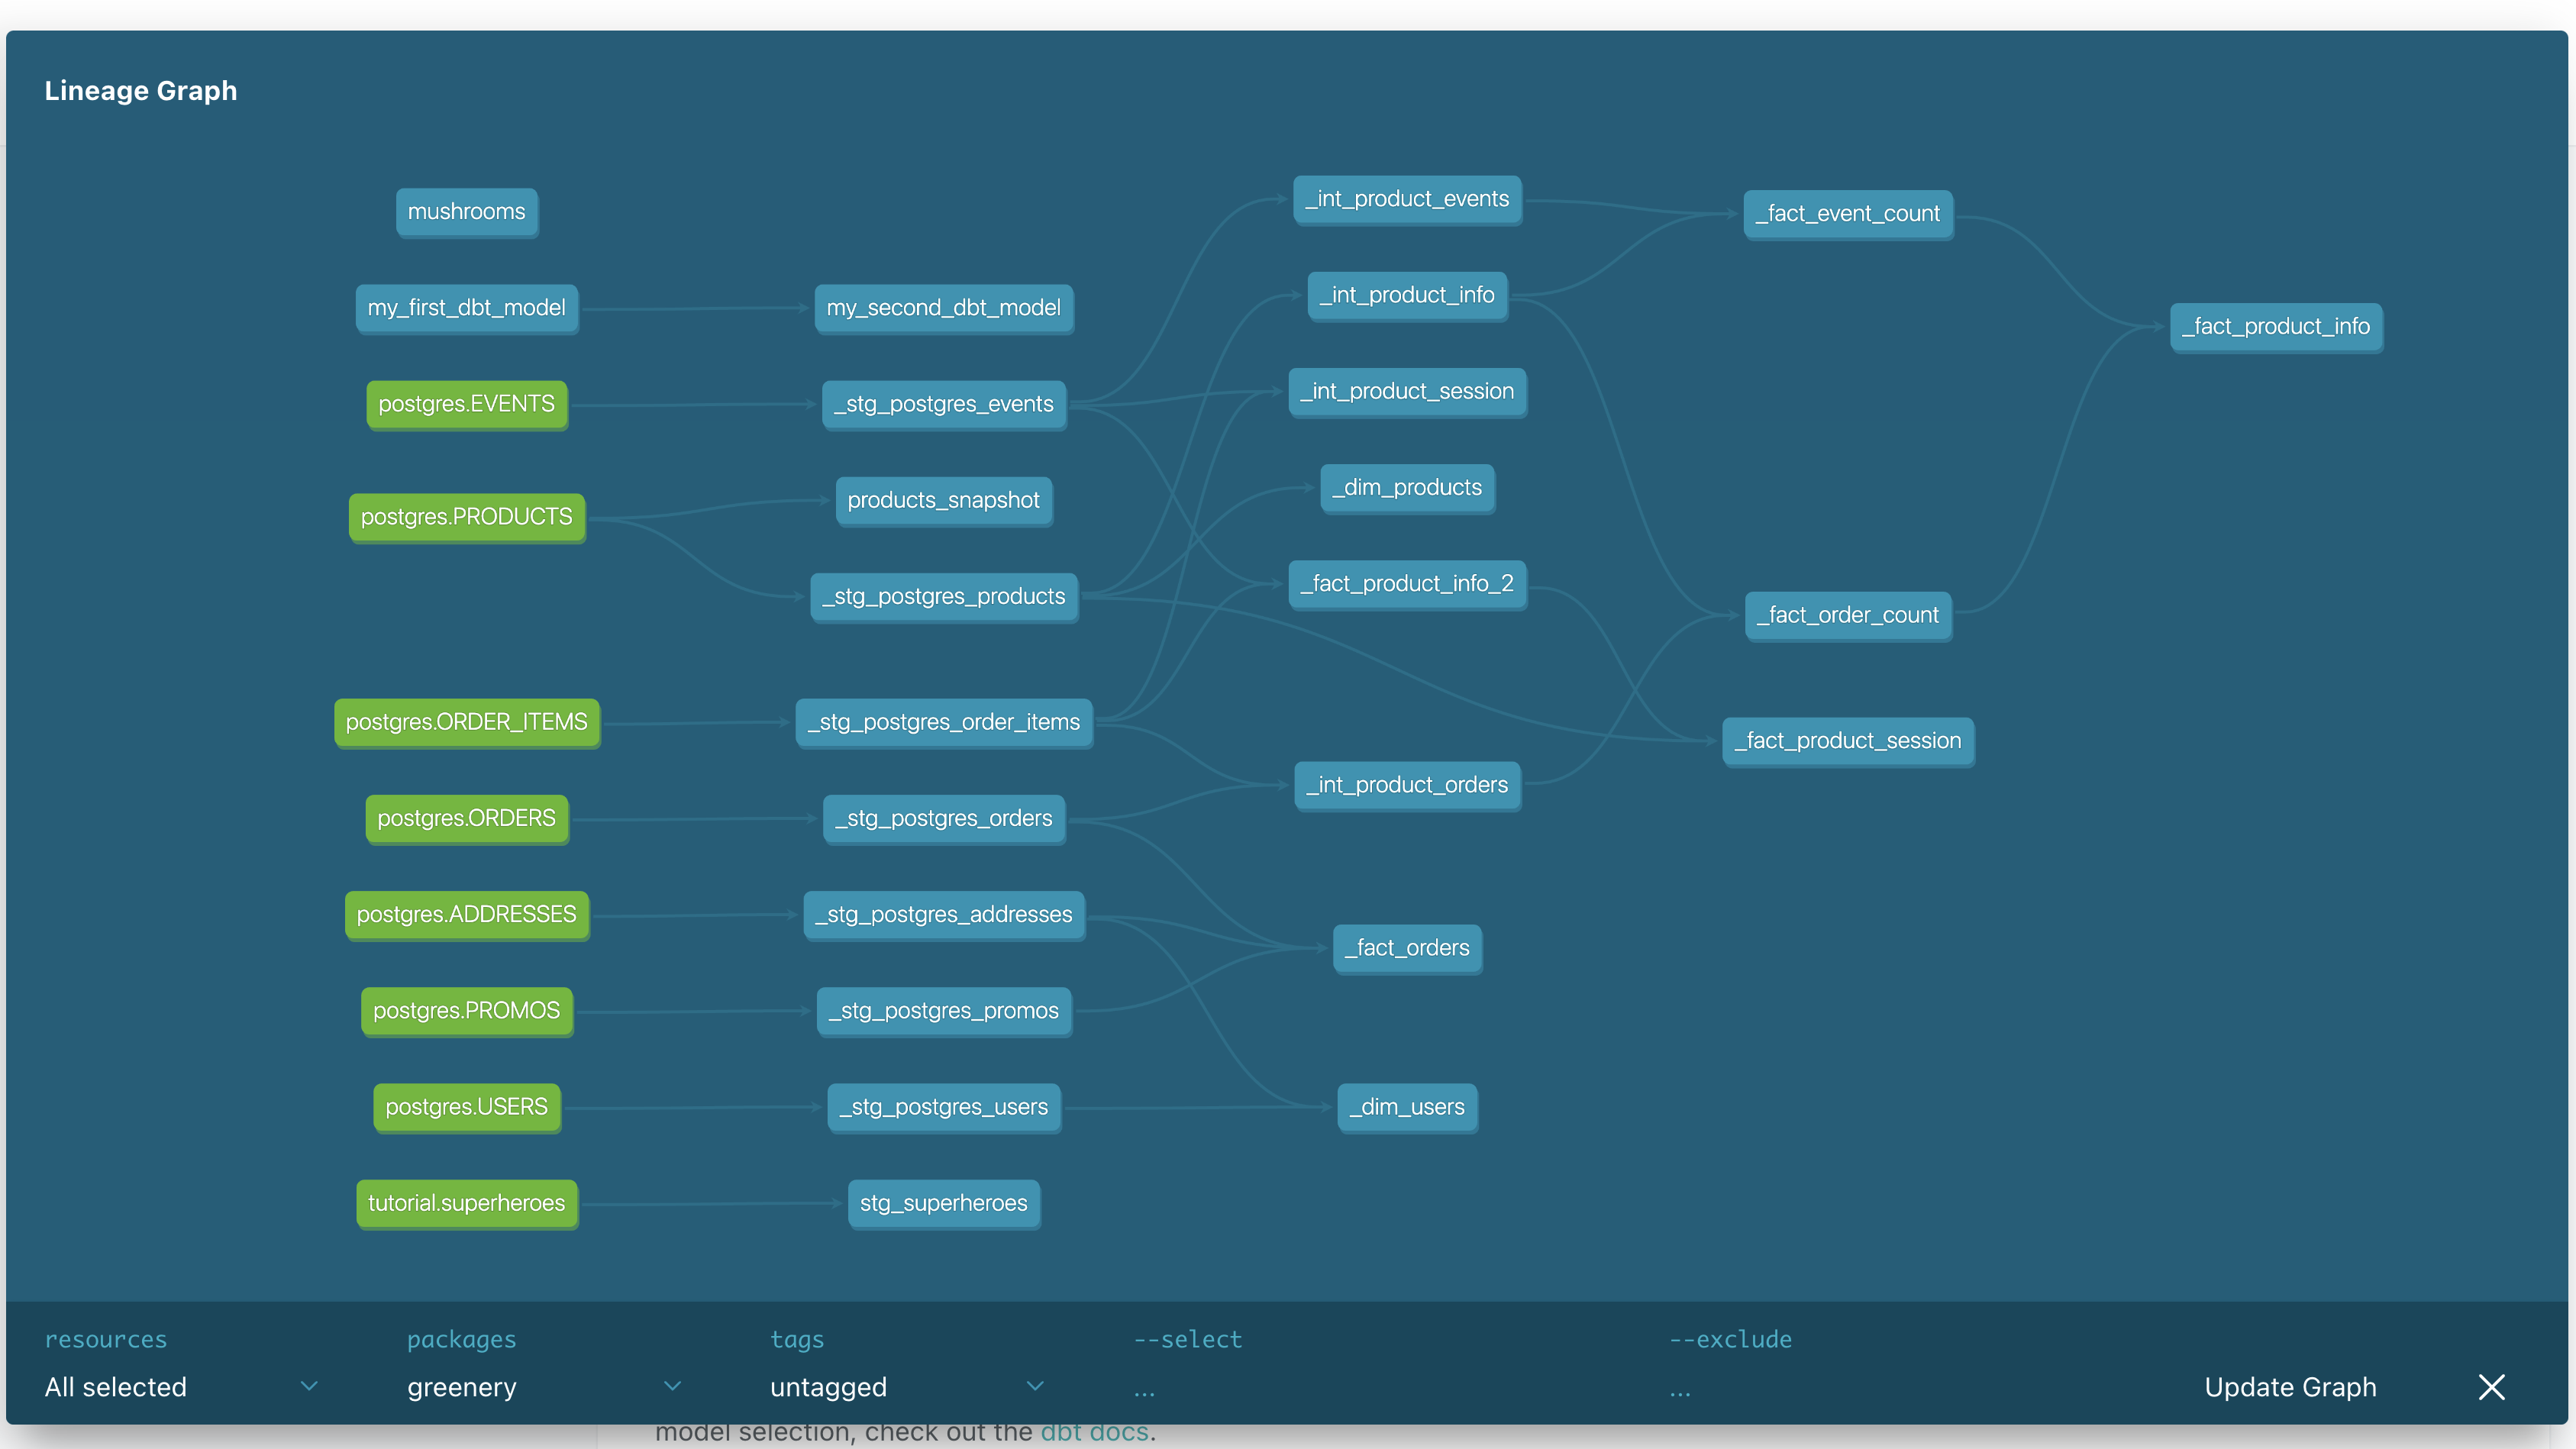 Lineage Graph
mushrooms
my_first_dbt_model
postgres.EVENTS
postgres.PRODUCTS
postgres.ORDER_ITEMS
postgres.ORDERS
postgres.ADDRESSES
postgres.PROMOS
postgres.USERS
tutorial.superheroes
my_second_dbt_model
_stg_postgres_events
products_snapshot
_stg_postgres_products
_stg_postgres_order_items
_stg_postgres_orders
_stg_postgres_addresses
_stg_postgres_promos
_stg_postgres_users
stg_superheroes
_int_product_events
_int_product_info
_int_product_session
_dim_products
_fact_product_info_2
_int_product_orders
_fact_orders
_dim_users
_fact_event_count
_fact_order_count
_fact_product_session
_fact_product_info
resources
All selected
packages
greenery
tags
untagged
--select
...
--exclude
...
Update Graph
model selection, check out the dbt docs.